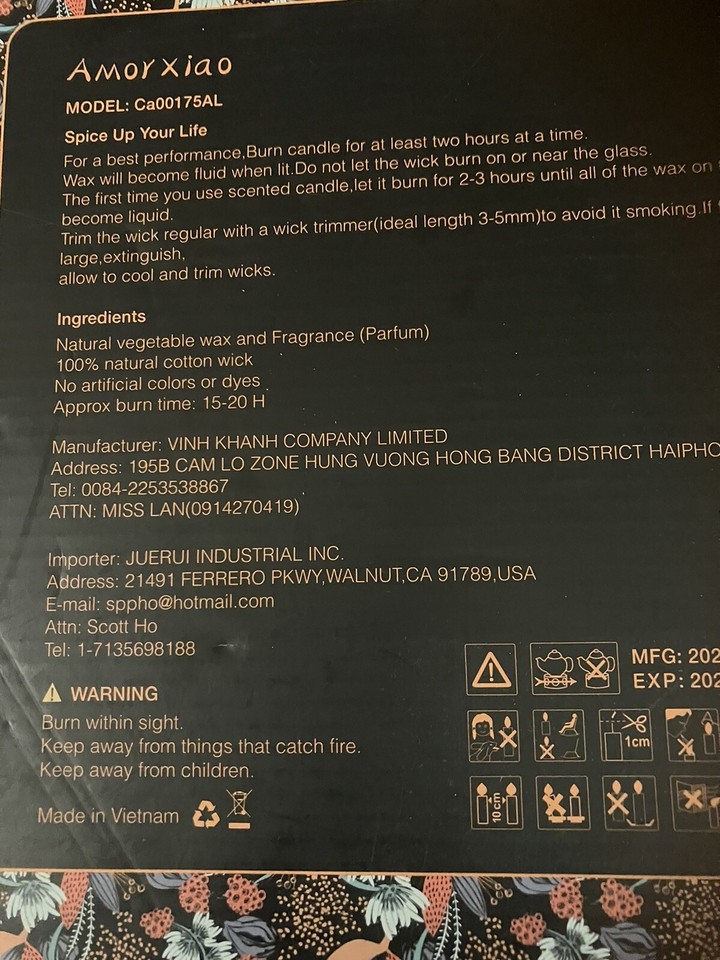 Amorxiao
MODEL: Ca00175AL
Spice Up Your Life
For a best performance,Burn candle for at least two hours at a time.
Wax will become fluid when lit.Do not let the wick burn on or near the glass.
The first time you use scented candle,let it burn for 2-3 hours until all of the wax on
become liquid.
Trim the wick regular with a wick trimmer(ideal length 3-5mm)to avoid it smoking.If
large,extinguish,
allow to cool and trim wicks.
Ingredients
Natural vegetable wax and Fragrance (Parfum)
100% natural cotton wick
No artificial colors or dyes
Approx burn time: 15-20 H
Manufacturer: VINH KHANH COMPANY LIMITED
Address: 195B CAM LO ZONE HUNG VUONG HONG BANG DISTRICT HAIPHO
Tel: 0084-2253538867
ATTN: MISS LAN(0914270419)
Importer: JUERUI INDUSTRIAL INC.
Address: 21491 FERRERO PKWY,WALNUT,CA 91789,USA
E-mail: sppho@hotmail.com
Attn: Scott Ho
Tel: 1-7135698188
MFG: 202
EXP: 202
WARNING
Burn within sight.
Keep away from things that catch fire.
Keep away from children.
1cm
10 cm
Made in Vietnam